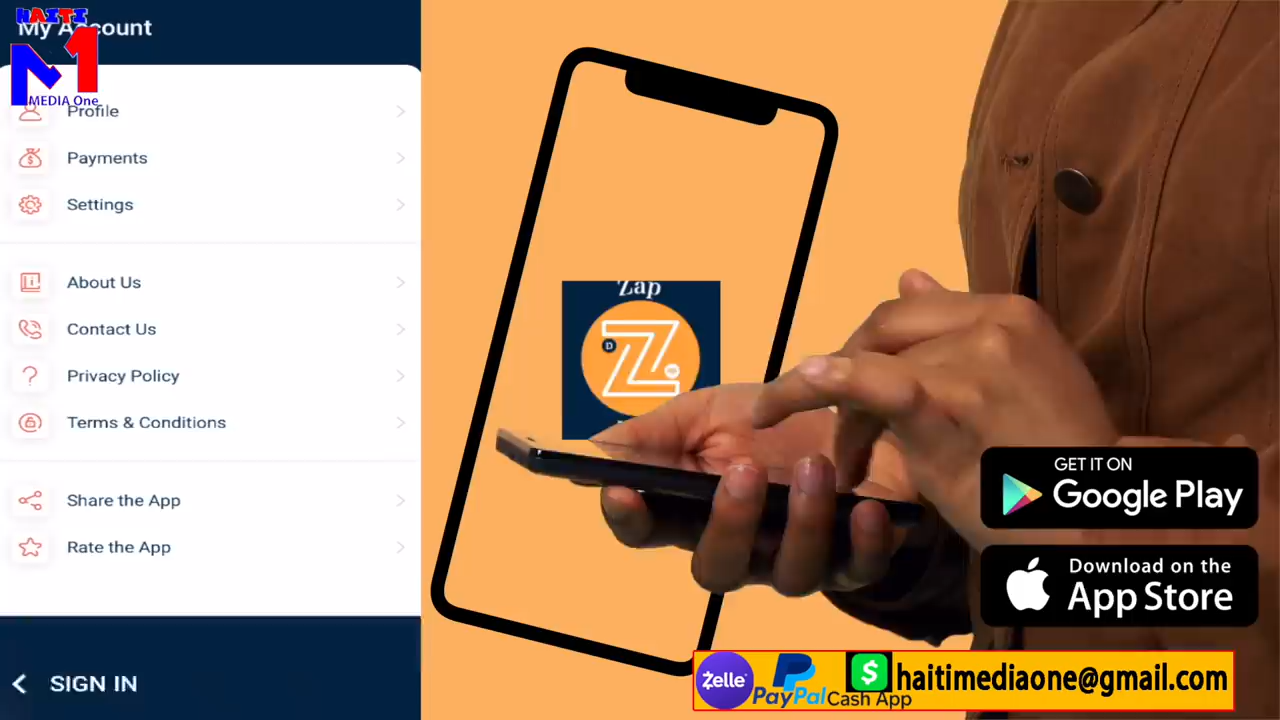 HAITI
My Account
M1
MEDIA One
Profile
Payments
Settings
About Us
Contact Us
Privacy Policy
Terms & Conditions
Share the App
Rate the App
SIGN IN
Zap
D
Z
GET IT ON
Google Play
Download on the
App Store
Zelle
PayPal
$
Cash App
haitimediaone@gmail.com